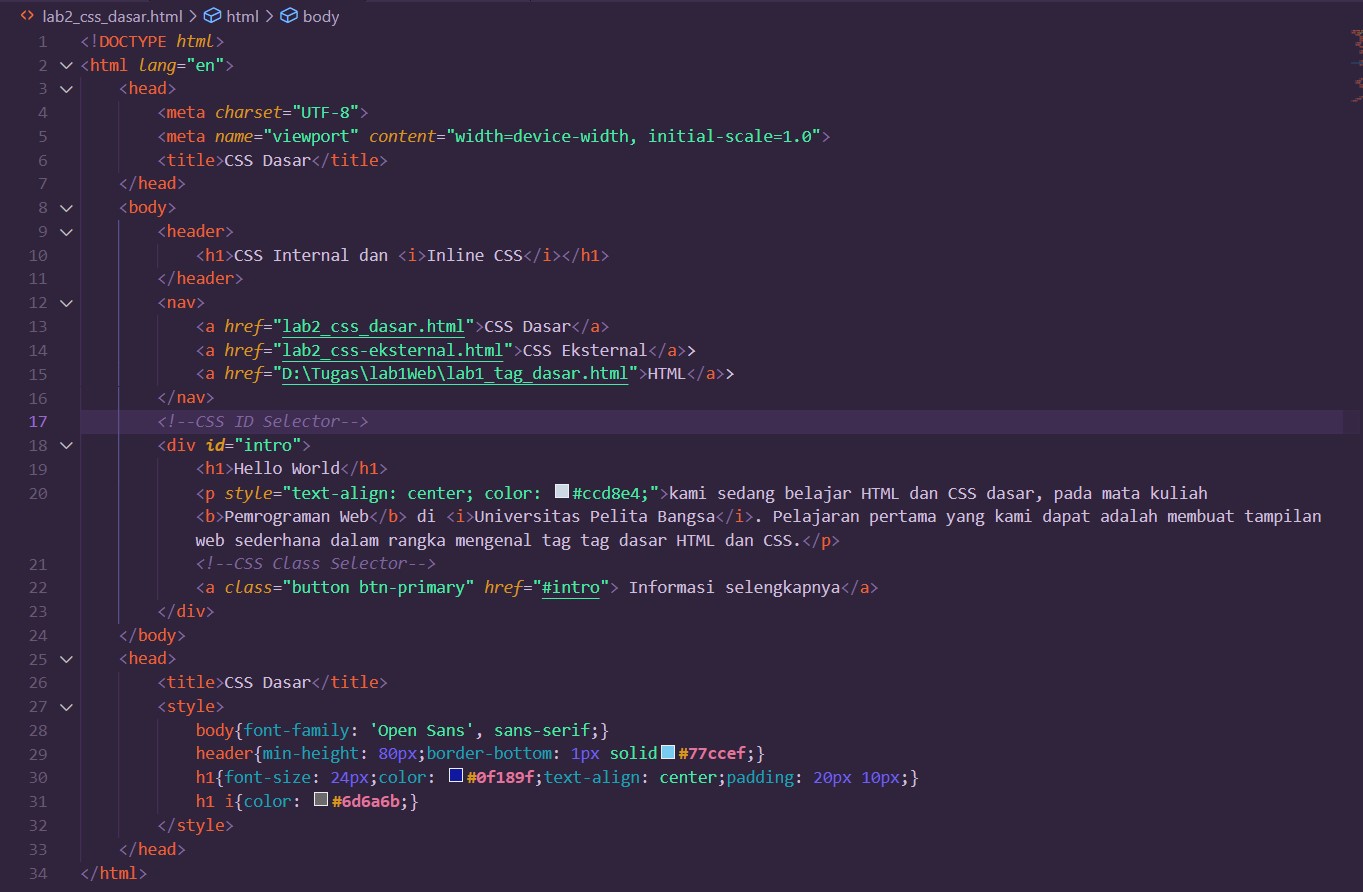 lab2_css_dasar.html > html > body
1 <!DOCTYPE html>
2 <html lang="en">
3 <head>
4 <meta charset="UTF-8">
5 <meta name="viewport" content="width=device-width, initial-scale=1.0">
6 <title>CSS Dasar</title>
7 </head>
8 <body>
9 <header>
10 <h1>CSS Internal dan <i>Inline CSS</i></h1>
11 </header>
12 <nav>
13 <a href="lab2_css_dasar.html">CSS Dasar</a>
14 <a href="lab2_css-eksternal.html">CSS Eksternal</a>>
15 <a href="D:\Tugas\lab1Web\lab1_tag_dasar.html">HTML</a>>
16 </nav>
17 <!--CSS ID Selector-->
18 <div id="intro">
19 <h1>Hello World</h1>
20 <p style="text-align: center; color: #ccd8e4;">kami sedang belajar HTML dan CSS dasar, pada mata kuliah
<b>Pemrograman Web</b> di <i>Universitas Pelita Bangsa</i>. Pelajaran pertama yang kami dapat adalah membuat tampilan
web sederhana dalam rangka mengenal tag tag dasar HTML dan CSS.</p>
21 <!--CSS Class Selector-->
22 <a class="button btn-primary" href="#intro"> Informasi selengkapnya</a>
23 </div>
24 </body>
25 <head>
26 <title>CSS Dasar</title>
27 <style>
28 body{font-family: 'Open Sans', sans-serif;}
29 header{min-height: 80px;border-bottom: 1px solid #77ccef;}
30 h1{font-size: 24px;color: #0f189f;text-align: center;padding: 20px 10px;}
31 h1 i{color: #6d6a6b;}
32 </style>
33 </head>
34 </html>